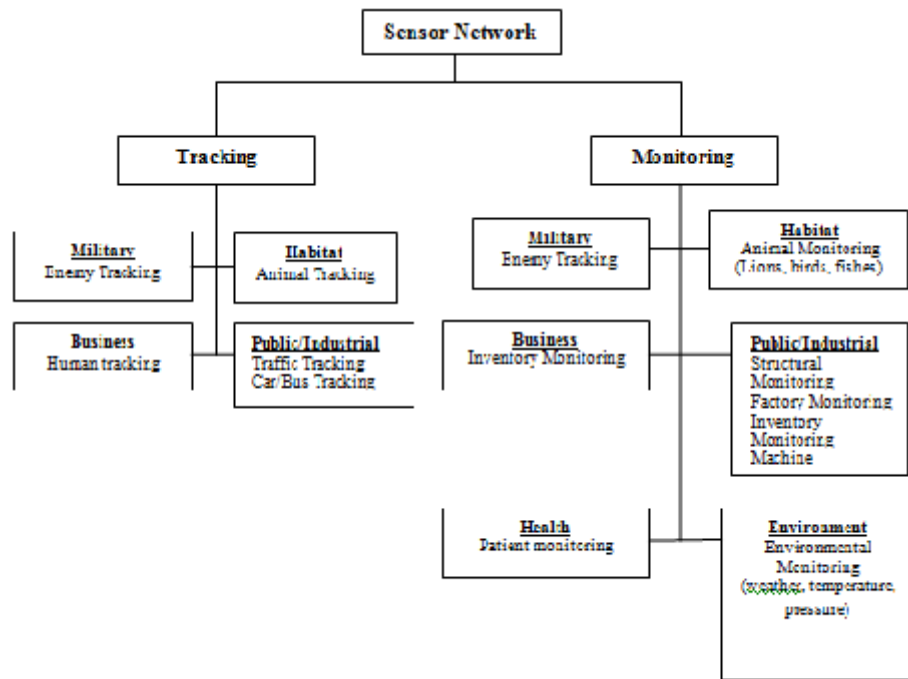 Sensor Network
Tracking
Monitoring
Military
Enemy Tracking
Habitat
Animal Tracking
Business
Human tracking
Public/Industrial
Traffic Tracking
Car/Bus Tracking
Military
Enemy Tracking
Habitat
Animal Monitoring
(Lions, birds, fishes)
Business
Inventory Monitoring
Public/Industrial
Structural
Monitoring
Factory Monitoring
Inventory
Monitoring
Machine
Health
Patient monitoring
Environment
Environmental
Monitoring
(weather, temperature,
pressure)